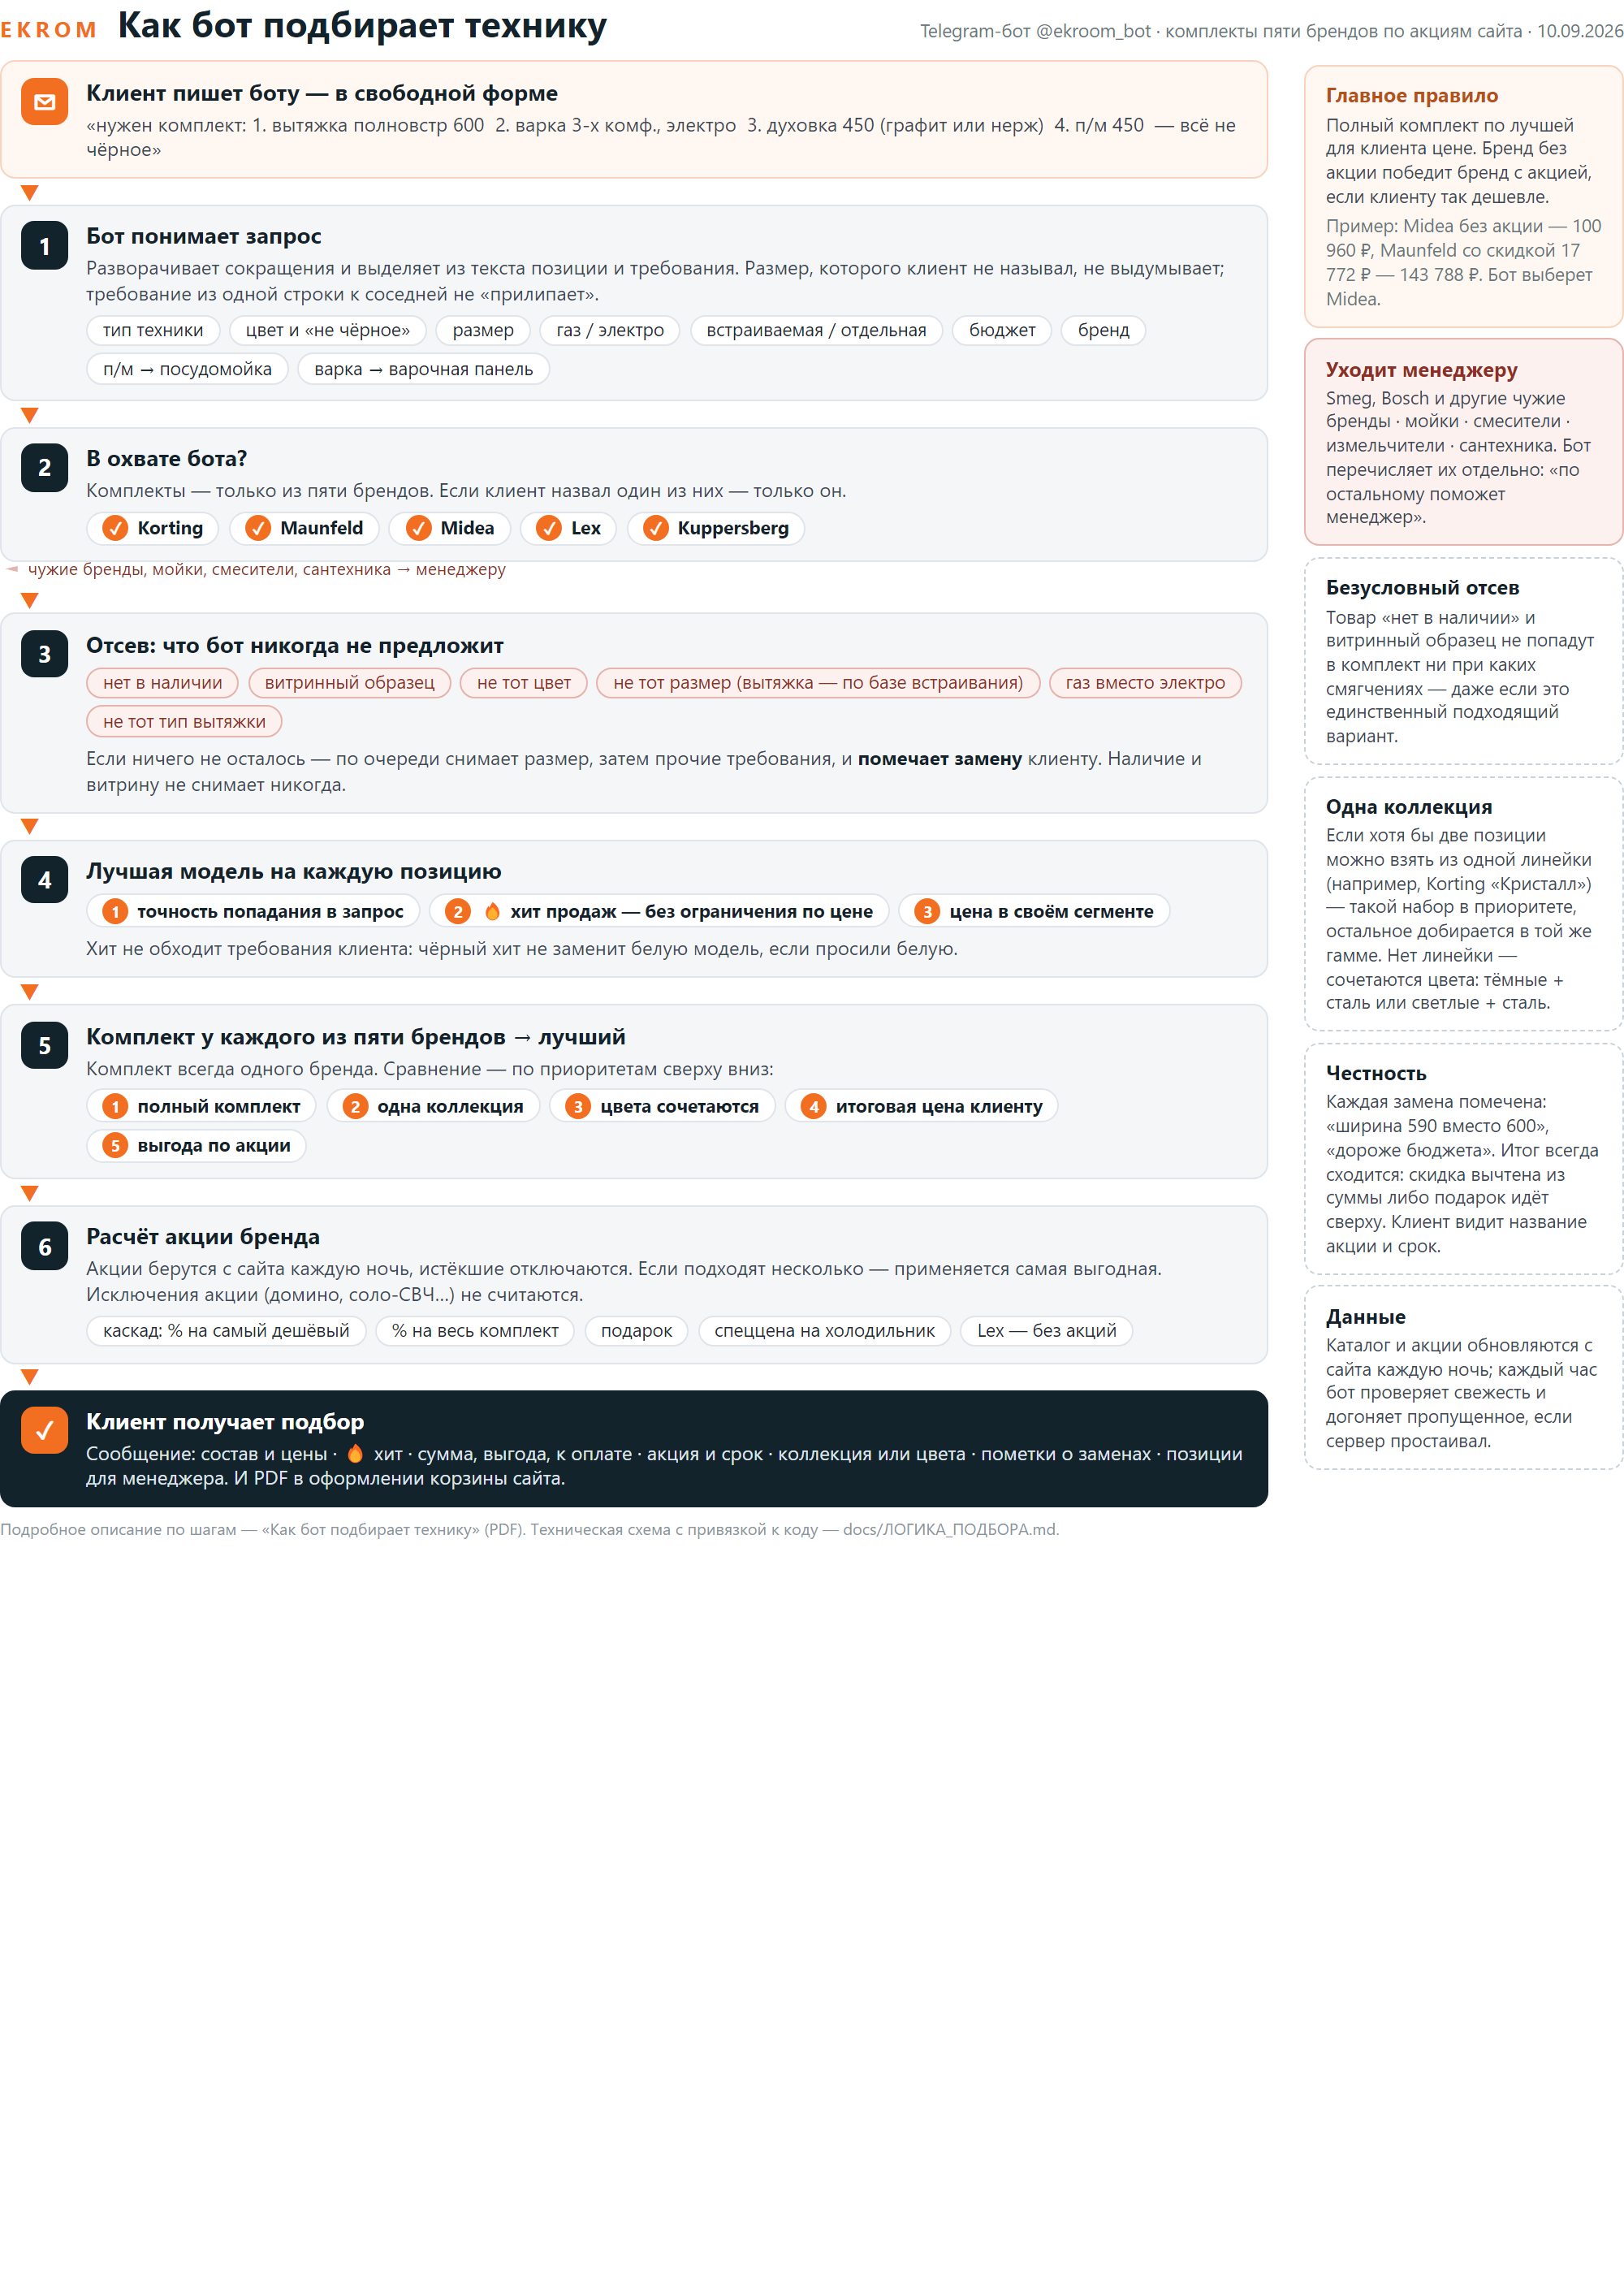 EKROM Как бот подбирает технику
Telegram-бот @ekroom_bot · комплекты пяти брендов по акциям сайта · 10.09.2026
Клиент пишет боту — в свободной форме
«нужен комплект: 1. вытяжка полновстр 600 2. варка 3-х комф., электро 3. духовка 450 (графит или нерж) 4. п/м 450 — всё не
чёрное»
1
Бот понимает запрос
Разворачивает сокращения и выделяет из текста позиции и требования. Размер, которого клиент не называл, не выдумывает;
требование из одной строки к соседней не «прилипает».
тип техники цвет и «не чёрное» размер газ / электро встраиваемая / отдельная бюджет бренд
п/м → посудомойка варка → варочная панель
2
В охвате бота?
Комплекты — только из пяти брендов. Если клиент назвал один из них — только он.
✓ Korting ✓ Maunfeld ✓ Midea ✓ Lex ✓ Kuppersberg
◄ чужие бренды, мойки, смесители, сантехника → менеджеру
3
Отсев: что бот никогда не предложит
нет в наличии витринный образец не тот цвет не тот размер (вытяжка — по базе встраивания) газ вместо электро
не тот тип вытяжки
Если ничего не осталось — по очереди снимает размер, затем прочие требования, и помечает замену клиенту. Наличие и
витрину не снимает никогда.
4
Лучшая модель на каждую позицию
1 точность попадания в запрос 2 🔥 хит продаж — без ограничения по цене 3 цена в своём сегменте
Хит не обходит требования клиента: чёрный хит не заменит белую модель, если просили белую.
5
Комплект у каждого из пяти брендов → лучший
Комплект всегда одного бренда. Сравнение — по приоритетам сверху вниз:
1 полный комплект 2 одна коллекция 3 цвета сочетаются 4 итоговая цена клиенту
5 выгода по акции
6
Расчёт акции бренда
Акции берутся с сайта каждую ночь, истёкшие отключаются. Если подходят несколько — применяется самая выгодная.
Исключения акции (домино, соло-СВЧ...) не считаются.
каскад: % на самый дешёвый % на весь комплект подарок спеццена на холодильник Lex — без акций
✓
Клиент получает подбор
Сообщение: состав и цены · 🔥 хит · сумма, выгода, к оплате · акция и срок · коллекция или цвета · пометки о заменах · позиции
для менеджера. И PDF в оформлении корзины сайта.
Подробное описание по шагам — «Как бот подбирает технику» (PDF). Техническая схема с привязкой к коду — docs/ЛОГИКА_ПОДБОРА.md.
Главное правило
Полный комплект по лучшей
для клиента цене. Бренд без
акции победит бренд с акцией,
если клиенту так дешевле.
Пример: Midea без акции — 100
960 ₽, Maunfeld со скидкой 17
772 ₽ — 143 788 ₽. Бот выберет
Midea.
Уходит менеджеру
Smeg, Bosch и другие чужие
бренды · мойки · смесители ·
измельчители · сантехника. Бот
перечисляет их отдельно: «по
остальному поможет
менеджер».
Безусловный отсев
Товар «нет в наличии» и
витринный образец не попадут
в комплект ни при каких
смягчениях — даже если это
единственный подходящий
вариант.
Одна коллекция
Если хотя бы две позиции
можно взять из одной линейки
(например, Korting «Кристалл»)
— такой набор в приоритете,
остальное добирается в той же
гамме. Нет линейки —
сочетаются цвета: тёмные +
сталь или светлые + сталь.
Честность
Каждая замена помечена:
«ширина 590 вместо 600»,
«дороже бюджета». Итог всегда
сходится: скидка вычтена из
суммы либо подарок идёт
сверху. Клиент видит название
акции и срок.
Данные
Каталог и акции обновляются с
сайта каждую ночь; каждый час
бот проверяет свежесть и
догоняет пропущенное, если
сервер простаивал.